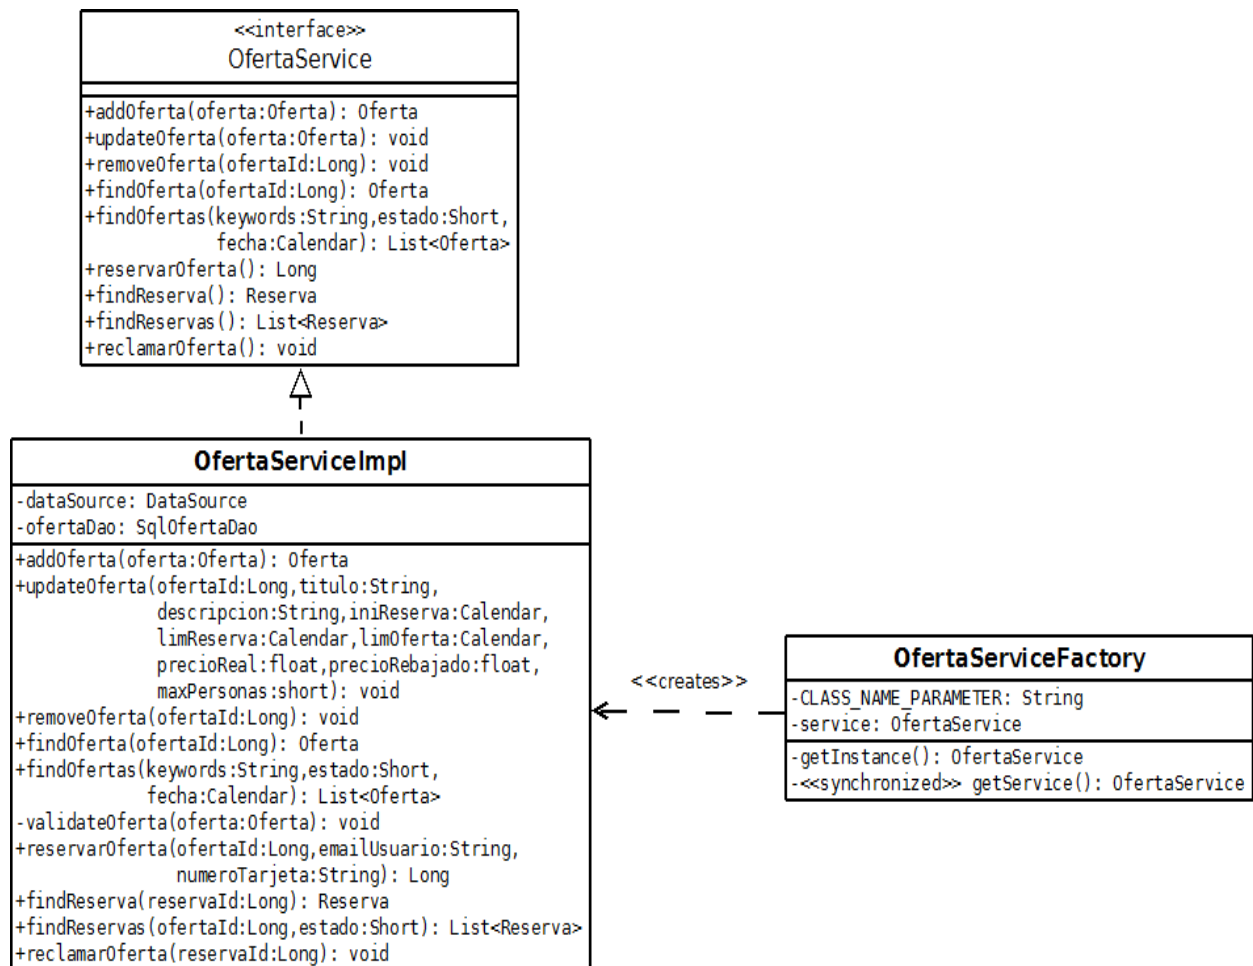 <<interface>>
OfertaService
+addOferta(oferta:Oferta): Oferta
+updateOferta(oferta:Oferta): void
+removeOferta(ofertaId:Long): void
+findOferta(ofertaId:Long): Oferta
+findOfertas(keywords:String,estado:Short,
fecha:Calendar): List<Oferta>
+reservarOferta(): Long
+findReserva(): Reserva
+findReservas(): List<Reserva>
+reclamarOferta(): void
OfertaServiceImpl
-dataSource: DataSource
-ofertaDao: SqlOfertaDao
+addOferta(oferta:Oferta): Oferta
+updateOferta(ofertaId:Long,titulo:String,
descripcion:String,iniReserva:Calendar,
limReserva:Calendar,limOferta:Calendar,
precioReal:float,precioRebajado:float,
maxPersonas:short): void
+removeOferta(ofertaId:Long): void
+findOferta(ofertaId:Long): Oferta
+findOfertas(keywords:String,estado:Short,
fecha:Calendar): List<Oferta>
-validateOferta(oferta:Oferta): void
+reservarOferta(ofertaId:Long,emailUsuario:String,
numeroTarjeta:String): Long
+findReserva(reservaId:Long): Reserva
+findReservas(ofertaId:Long,estado:Short): List<Reserva>
+reclamarOferta(reservaId:Long): void
<<creates>>
OfertaServiceFactory
-CLASS_NAME_PARAMETER: String
-service: OfertaService
-getInstance(): OfertaService
-<<synchronized>> getService(): OfertaService